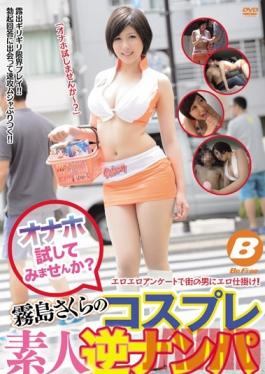 DVD
「オナホ試しませんか〜？」
露出ギリギリ限界プレイ!!
勃起回答に出会って速攻ムシャぶりつく!!
オナホ
試して
みませんか？
B
Be Free
エロエロアンケートで街の男にエロ仕掛け!
霧島さくらの
コスプレ
素人逆ナンパ